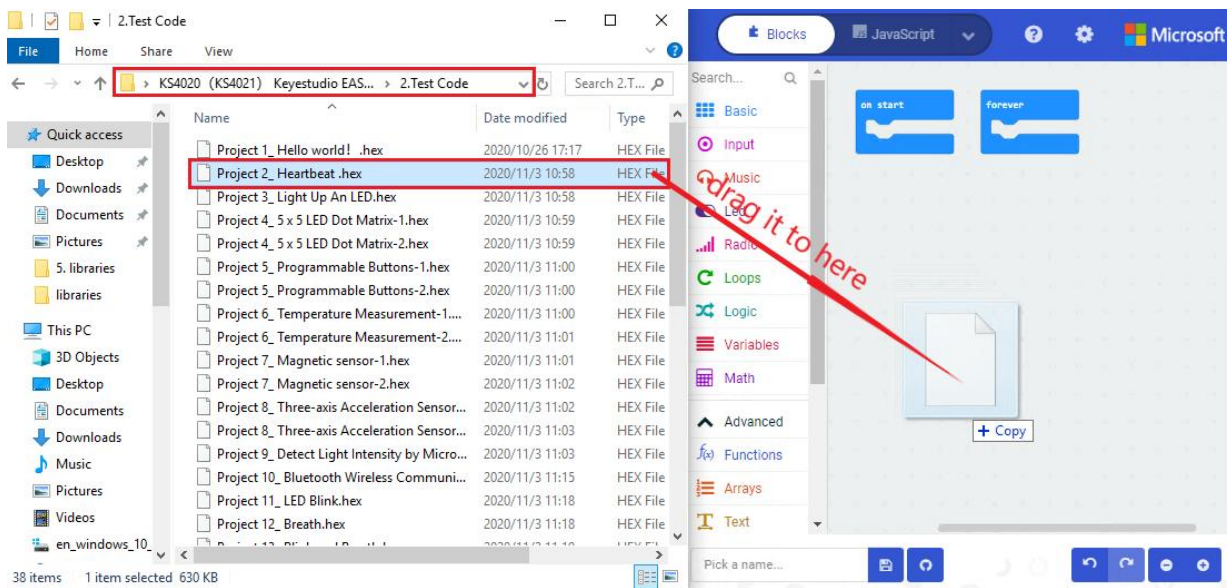 2.Test Code
File Home Share View
KS4020 (KS4021) Keyestudio EAS... > 2.Test Code
Search 2.T...
Name Date modified Type
Quick access
Desktop
Downloads
Documents
Pictures
5. libraries
libraries
This PC
3D Objects
Desktop
Documents
Downloads
Music
Pictures
Videos
en_windows_10_
Project 1_ Hello world! .hex 2020/10/26 17:17 HEX File
Project 2_ Heartbeat .hex 2020/11/3 10:58 HEX File
Project 3_ Light Up An LED.hex 2020/11/3 10:58 HEX File
Project 4_ 5 x 5 LED Dot Matrix-1.hex 2020/11/3 10:59 HEX File
Project 4_ 5 x 5 LED Dot Matrix-2.hex 2020/11/3 10:59 HEX File
Project 5_ Programmable Buttons-1.hex 2020/11/3 11:00 HEX File
Project 5_ Programmable Buttons-2.hex 2020/11/3 11:00 HEX File
Project 6_ Temperature Measurement-1.... 2020/11/3 11:00 HEX File
Project 6_ Temperature Measurement-2.... 2020/11/3 11:01 HEX File
Project 7_ Magnetic sensor-1.hex 2020/11/3 11:01 HEX File
Project 7_ Magnetic sensor-2.hex 2020/11/3 11:02 HEX File
Project 8_ Three-axis Acceleration Sensor... 2020/11/3 11:02 HEX File
Project 8_ Three-axis Acceleration Sensor... 2020/11/3 11:03 HEX File
Project 9_ Detect Light Intensity by Micro... 2020/11/3 11:03 HEX File
Project 10_ Bluetooth Wireless Communi... 2020/11/3 11:15 HEX File
Project 11_ LED Blink.hex 2020/11/3 11:18 HEX File
Project 12_ Breath.hex 2020/11/3 11:18 HEX File
38 items 1 item selected 630 KB
Blocks JavaScript Microsoft
Search...
Basic
Input
Music
Led
Radio
Loops
Logic
Variables
Math
Advanced
Functions
Arrays
Text
on start forever
drag it to here
+ Copy
Pick a name...